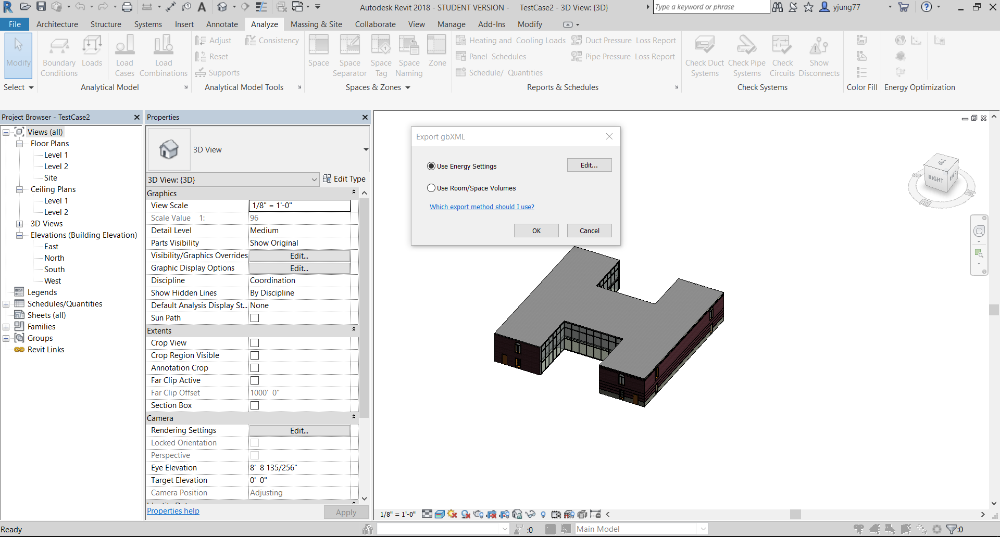 Autodesk Revit 2018 - STUDENT VERSION - TestCase2 - 3D View: {3D}
Type a keyword or phrase
yjung77
File Architecture Structure Systems Insert Annotate Analyze Massing & Site Collaborate View Manage Add-Ins Modify
Modify
Boundary Conditions
Loads
Load Cases
Load Combinations
Adjust
Reset
Supports
Consistency
Space
Space Separator
Space Tag
Space Naming
Zone
Heating and Cooling Loads
Panel Schedules
Schedule/ Quantities
Duct Pressure Loss Report
Pipe Pressure Loss Report
Check Duct Systems
Check Pipe Systems
Check Circuits
Show Disconnects
Select
Analytical Model
Analytical Model Tools
Spaces & Zones
Reports & Schedules
Check Systems
Color Fill
Energy Optimization
Project Browser - TestCase2
Views (all)
Floor Plans
Level 1
Level 2
Site
Ceiling Plans
Level 1
Level 2
3D Views
Elevations (Building Elevation)
East
North
South
West
Legends
Schedules/Quantities
Sheets (all)
Families
Groups
Revit Links
Properties
3D View
3D View: {3D}
Edit Type
Graphics
View Scale 1/8" = 1'-0"
Scale Value 1: 96
Detail Level Medium
Parts Visibility Show Original
Visibility/Graphics Overrides Edit...
Graphic Display Options Edit...
Discipline Coordination
Show Hidden Lines By Discipline
Default Analysis Display St... None
Sun Path
Extents
Crop View
Crop Region Visible
Annotation Crop
Far Clip Active
Far Clip Offset 1000' 0"
Section Box
Camera
Rendering Settings Edit...
Locked Orientation
Perspective
Eye Elevation 8' 8 135/256"
Target Elevation 0' 0"
Camera Position Adjusting
Properties help
Apply
Export gbXML
Use Energy Settings
Edit...
Use Room/Space Volumes
Which export method should I use?
OK
Cancel
TOP
RIGHT
1/8" = 1'-0"
Ready
:0
Main Model
:0